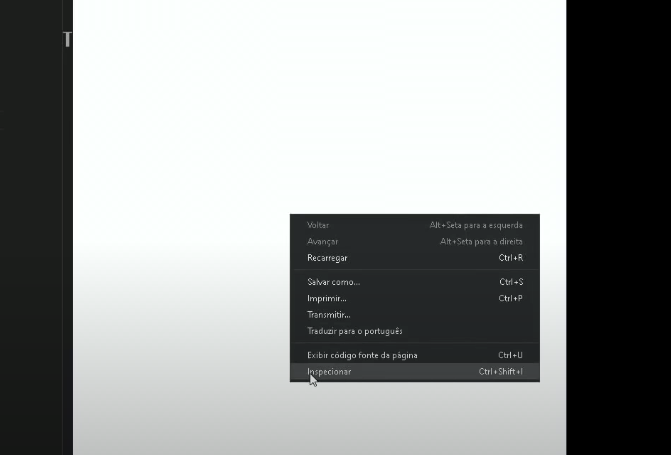 T
Voltar Alt+Seta para a esquerda
Avançar Alt+Seta para a direita
Recarregar Ctrl+R
Salvar como... Ctrl+S
Imprimir... Ctrl+P
Transmitir...
Traduzir para o português
Exibir código fonte da página Ctrl+U
Inspecionar Ctrl+Shift+I